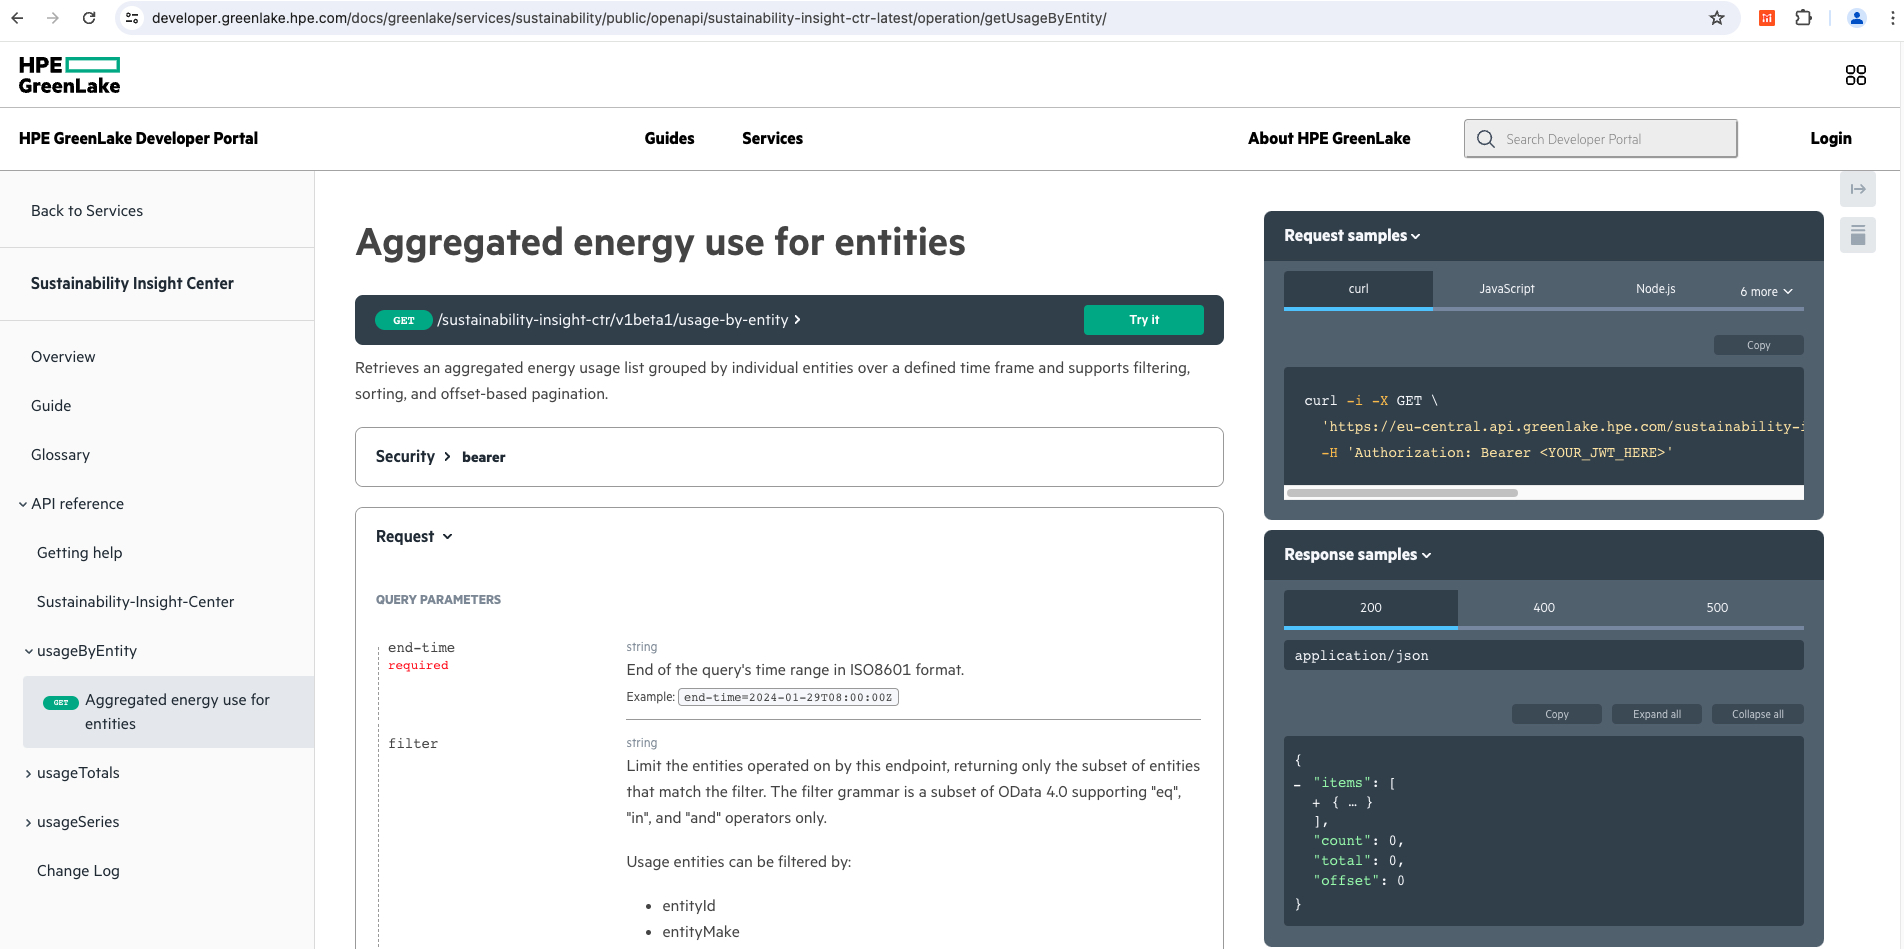 developer.greenlake.hpe.com/docs/greenlake/services/sustainability/public/openapi/sustainability-insight-ctr-latest/operation/getUsageByEntity/
HPE
GreenLake
HPE GreenLake Developer Portal
Guides
Services
About HPE GreenLake
Search Developer Portal
Login
Back to Services
Sustainability Insight Center
Overview
Guide
Glossary
API reference
Getting help
Sustainability-Insight-Center
usageByEntity
GET Aggregated energy use for
entities
usageTotals
usageSeries
Change Log
Aggregated energy use for entities
GET /sustainability-insight-ctr/v1beta1/usage-by-entity
Try it
Retrieves an aggregated energy usage list grouped by individual entities over a defined time frame and supports filtering,
sorting, and offset-based pagination.
Security > bearer
Request
QUERY PARAMETERS
end-time
required
string
End of the query's time range in ISO8601 format.
Example: end-time=2024-01-29T08:00:00Z
filter
string
Limit the entities operated on by this endpoint, returning only the subset of entities
that match the filter. The filter grammar is a subset of OData 4.0 supporting "eq",
"in", and "and" operators only.
Usage entities can be filtered by:
• entityId
• entityMake
Request samples
curl
JavaScript
Node.js
6 more
Copy
curl -i -X GET \
'https://eu-central.api.greenlake.hpe.com/sustainability-i
-H 'Authorization: Bearer <YOUR_JWT_HERE>'
Response samples
200
400
500
application/json
Copy
Expand all
Collapse all
{
- "items": [
+ { … }
],
"count": 0,
"total": 0,
"offset": 0
}